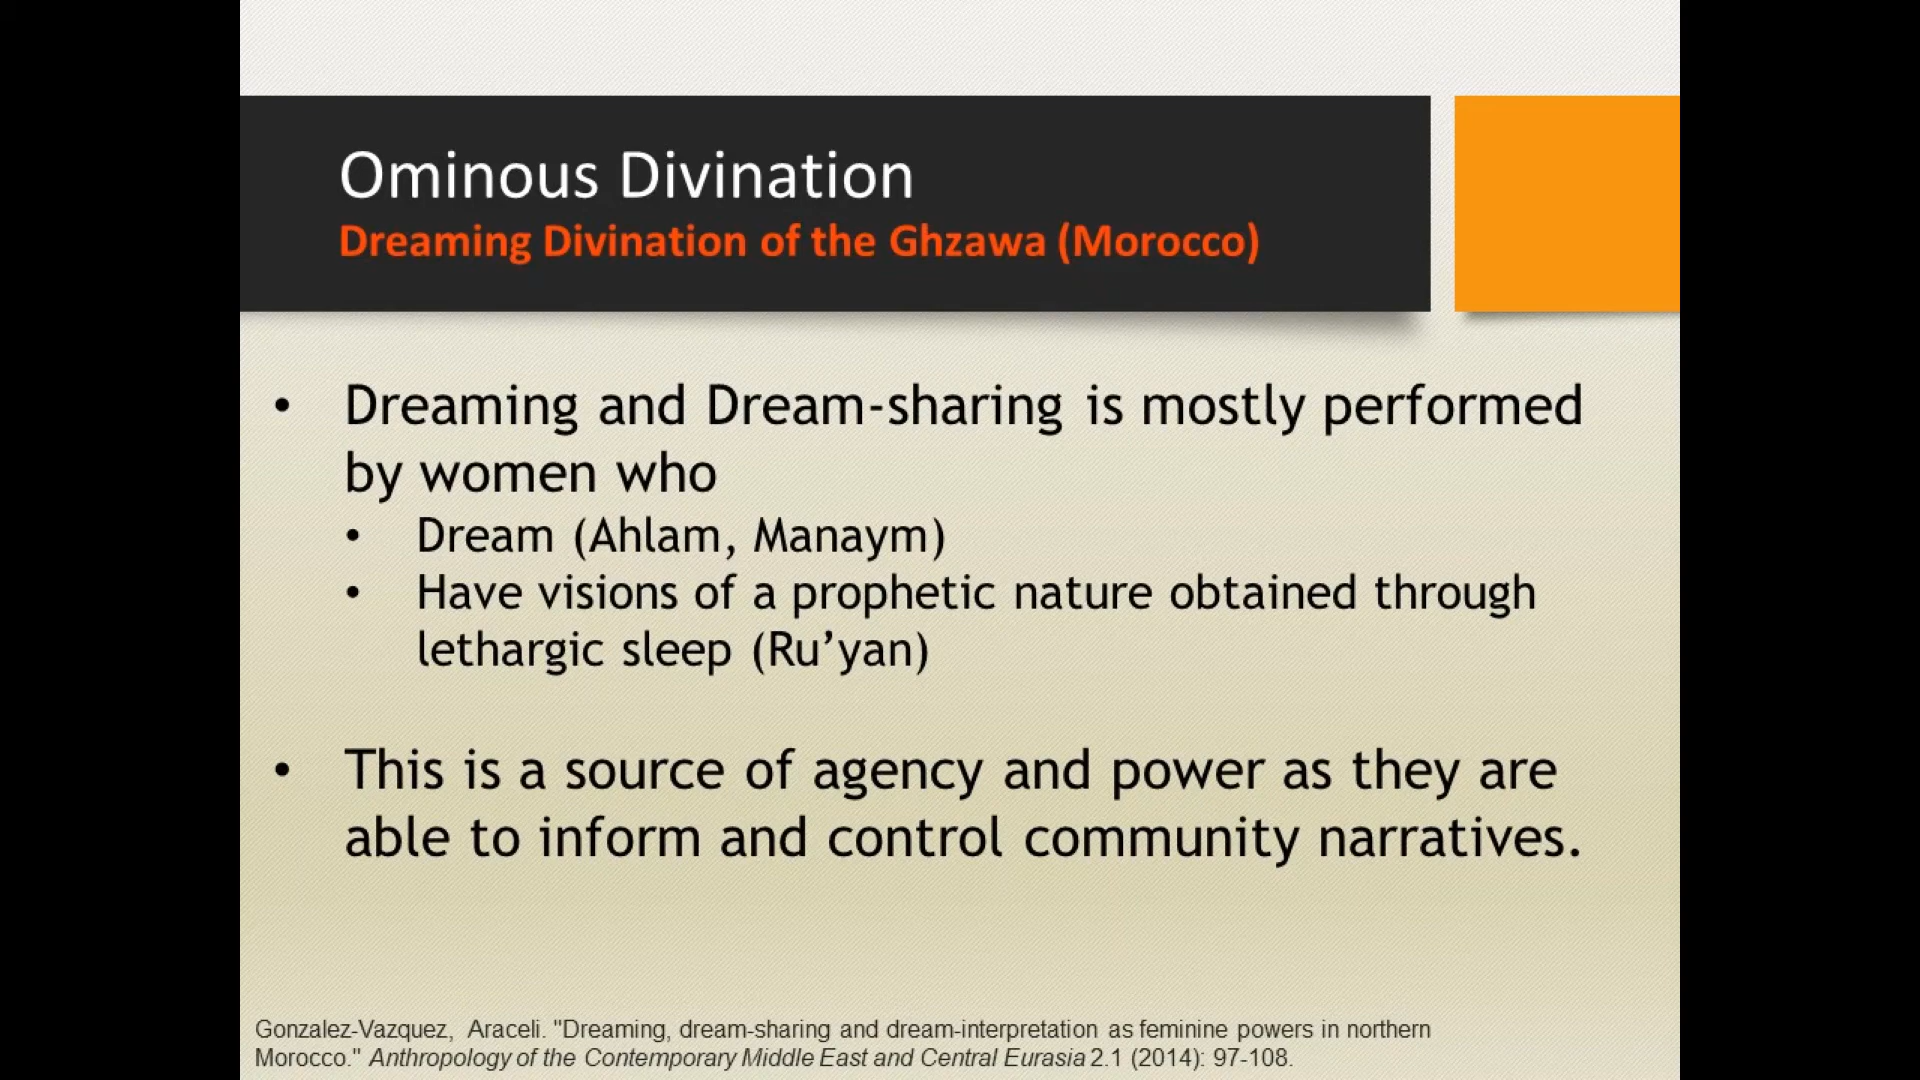 Ominous Divination
Dreaming Divination of the Ghzawa (Morocco)
• Dreaming and Dream-sharing is mostly performed
by women who
• Dream (Ahlam, Manaym)
• Have visions of a prophetic nature obtained through
lethargic sleep (Ru’yan)
• This is a source of agency and power as they are
able to inform and control community narratives.
Gonzalez-Vazquez, Araceli. "Dreaming, dream-sharing and dream-interpretation as feminine powers in northern
Morocco." Anthropology of the Contemporary Middle East and Central Eurasia 2.1 (2014): 97-108.